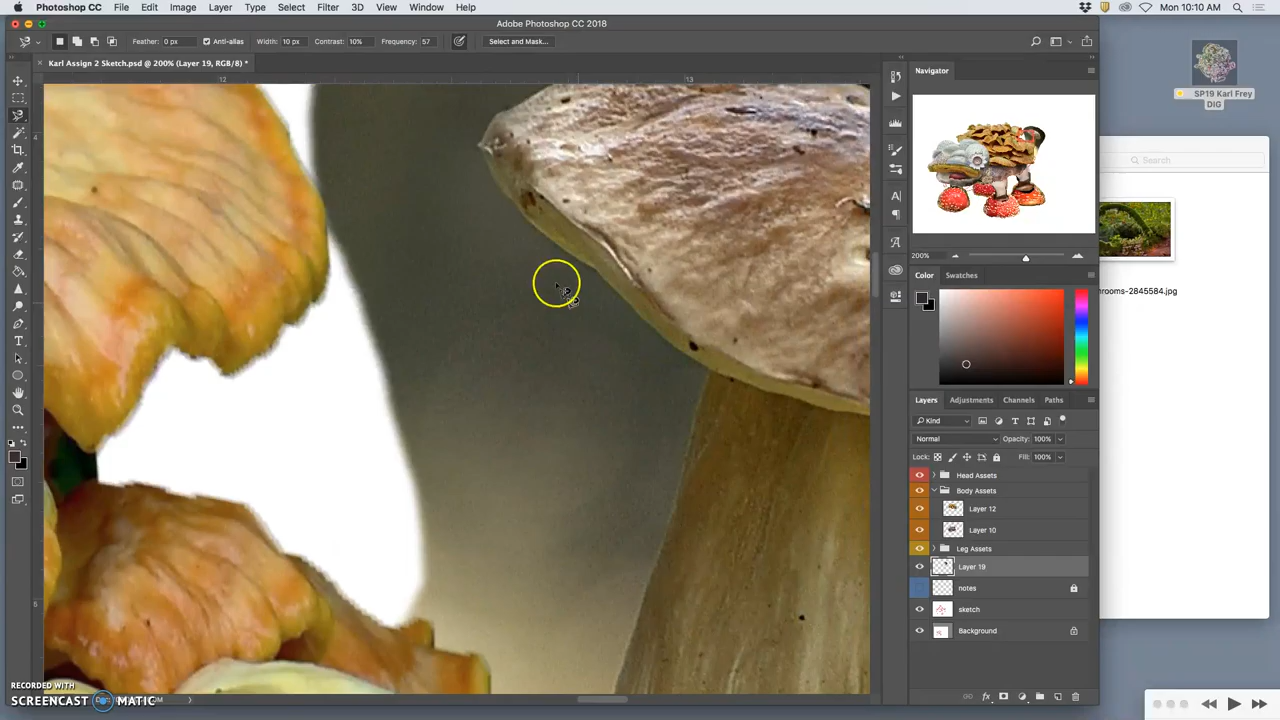 Photoshop CC File Edit Image Layer Type Select Filter 3D View Window Help Mon 10:10 AM
Adobe Photoshop CC 2018
Feather: 0 px Anti-alias Width: 10 px Contrast: 10% Frequency: 57 Select and Mask...
Karl Assign 2 Sketch.psd @ 200% (Layer 19, RGB/8) *
12 13
4
5
Navigator
200%
Color Swatches
Layers Adjustments Channels Paths
Kind
Normal Opacity: 100%
Lock: Fill: 100%
Head Assets
Body Assets
Layer 12
Layer 10
Leg Assets
Layer 19
notes
sketch
Background
SP19 Karl Frey
DIG
Search
rooms-2845584.jpg
RECORDED WITH
SCREENCAST MATIC